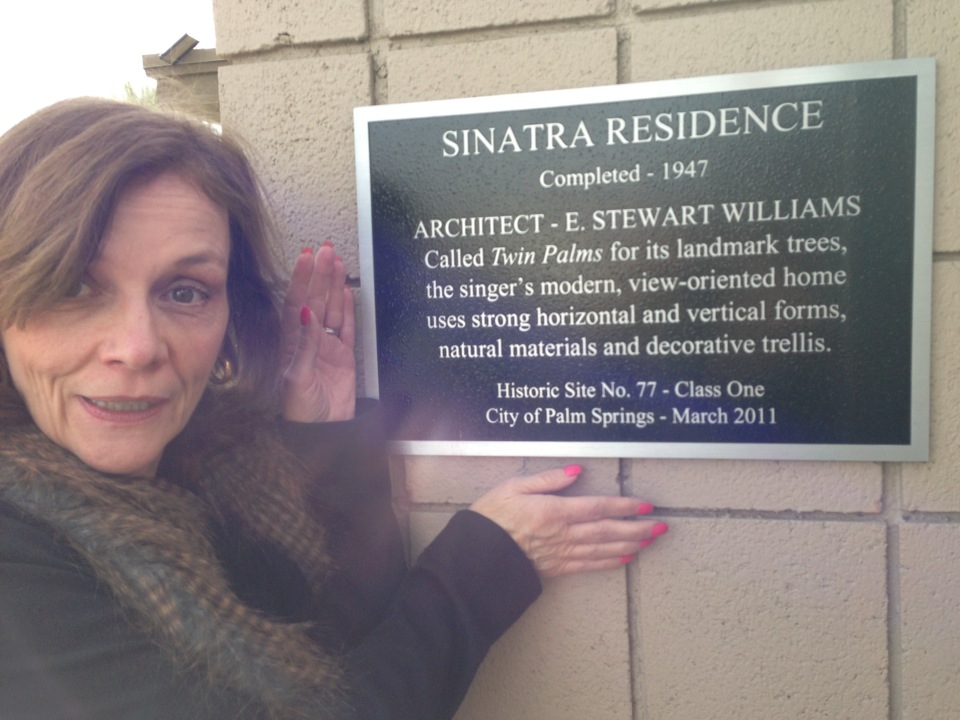 SINATRA RESIDENCE
Completed - 1947
ARCHITECT - E. STEWART WILLIAMS
Called Twin Palms for its landmark trees,
the singer's modern, view-oriented home
uses strong horizontal and vertical forms,
natural materials and decorative trellis.
Historic Site No. 77 - Class One
City of Palm Springs - March 2011